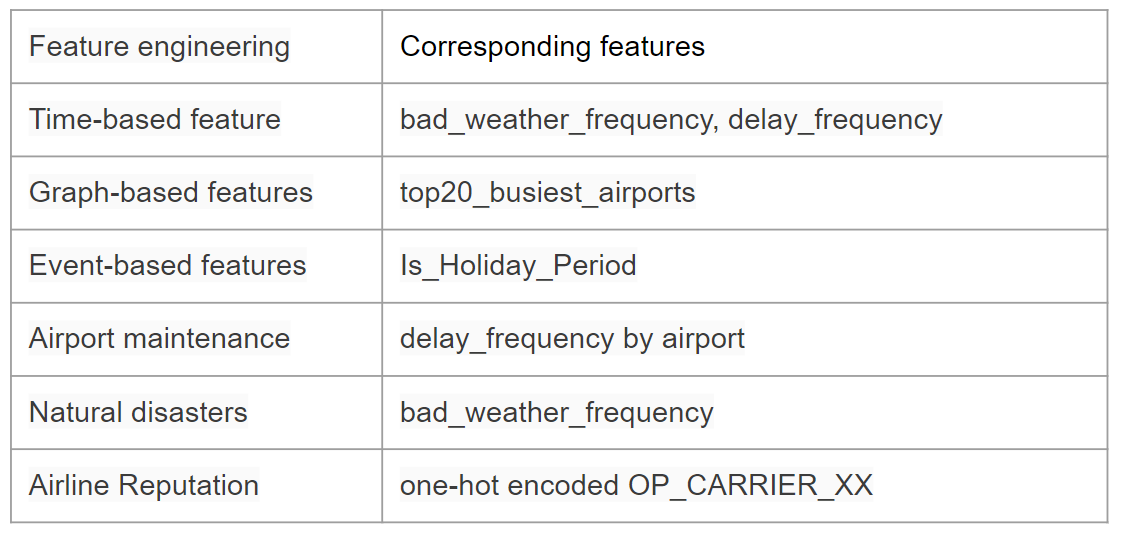 Feature engineering
Corresponding features
Time-based feature
bad_weather_frequency, delay_frequency
Graph-based features
top20_busiest_airports
Event-based features
Is_Holiday_Period
Airport maintenance
delay_frequency by airport
Natural disasters
bad_weather_frequency
Airline Reputation
one-hot encoded OP_CARRIER_XX